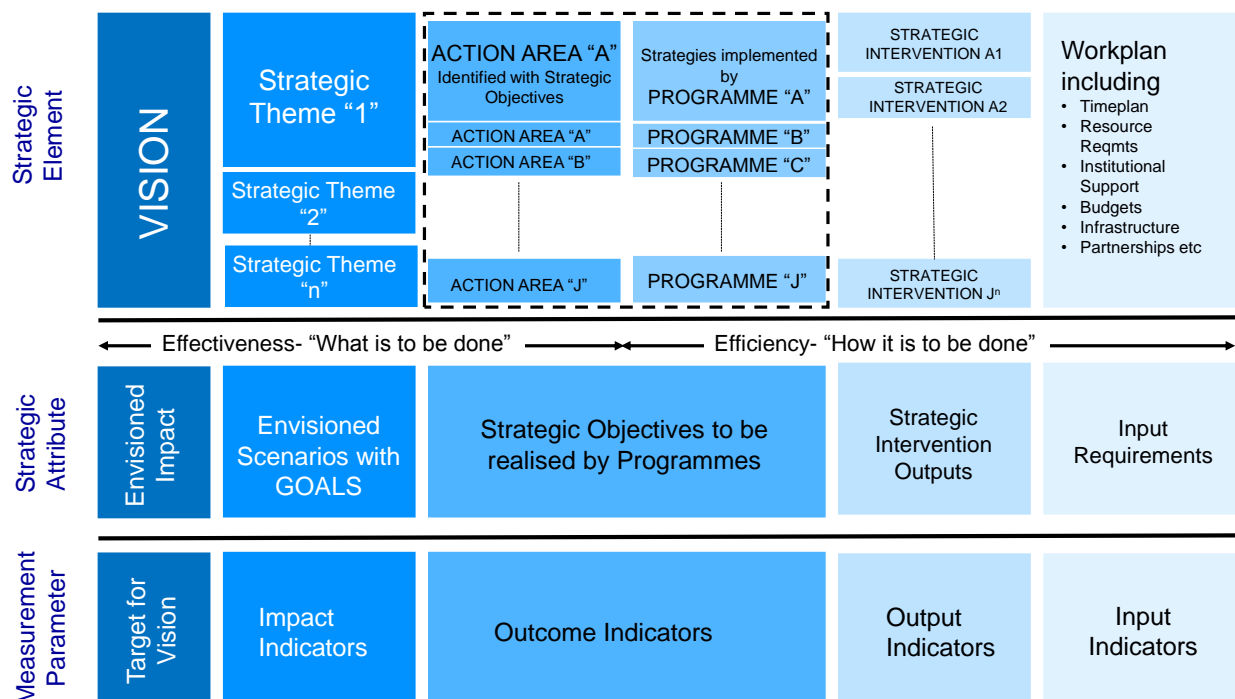 Strategic
Element
VISION
Strategic
Theme “1”
Strategic Theme
“2”
Strategic Theme
“n”
ACTION AREA “A”
Identified with Strategic
Objectives
ACTION AREA “A”
ACTION AREA “B”
ACTION AREA “J”
Strategies implemented
by
PROGRAMME “A”
PROGRAMME “B”
PROGRAMME “C”
PROGRAMME “J”
STRATEGIC
INTERVENTION A1
STRATEGIC
INTERVENTION A2
STRATEGIC
INTERVENTION Jⁿ
Workplan
including
• Timeplan
• Resource
Reqmts
• Institutional
Support
• Budgets
• Infrastructure
• Partnerships etc
Effectiveness- “What is to be done”
Efficiency- “How it is to be done”
Strategic
Attribute
Envisioned
Impact
Envisioned
Scenarios with
GOALS
Strategic Objectives to be
realised by Programmes
Strategic
Intervention
Outputs
Input
Requirements
Measurement
Parameter
Target for
Vision
Impact
Indicators
Outcome Indicators
Output
Indicators
Input
Indicators